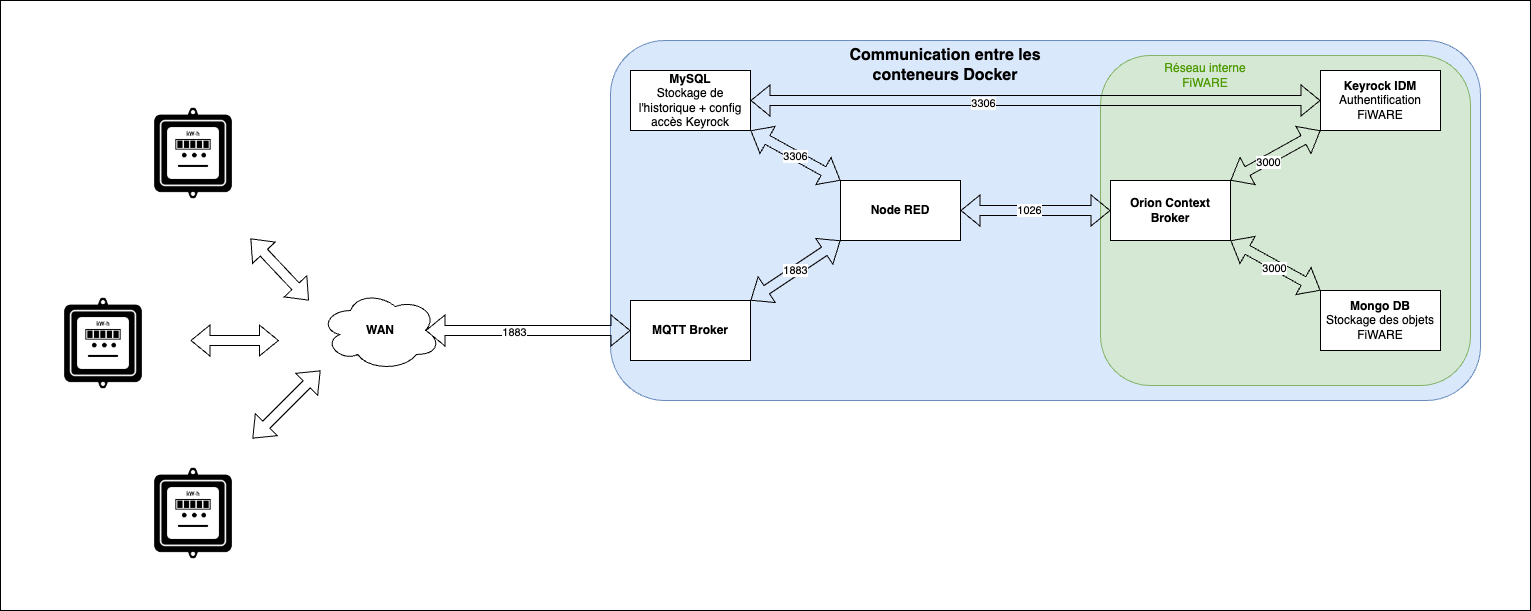 Communication entre les
conteneurs Docker
MySQL
Stockage de
l'historique + config
accès Keyrock
Réseau interne
FiWARE
Keyrock IDM
Authentification
FiWARE
3306
3306
3000
Node RED
1026
Orion Context
Broker
1883
3000
MQTT Broker
Mongo DB
Stockage des objets
FiWARE
WAN
1883
kW·h
kW·h
kW·h